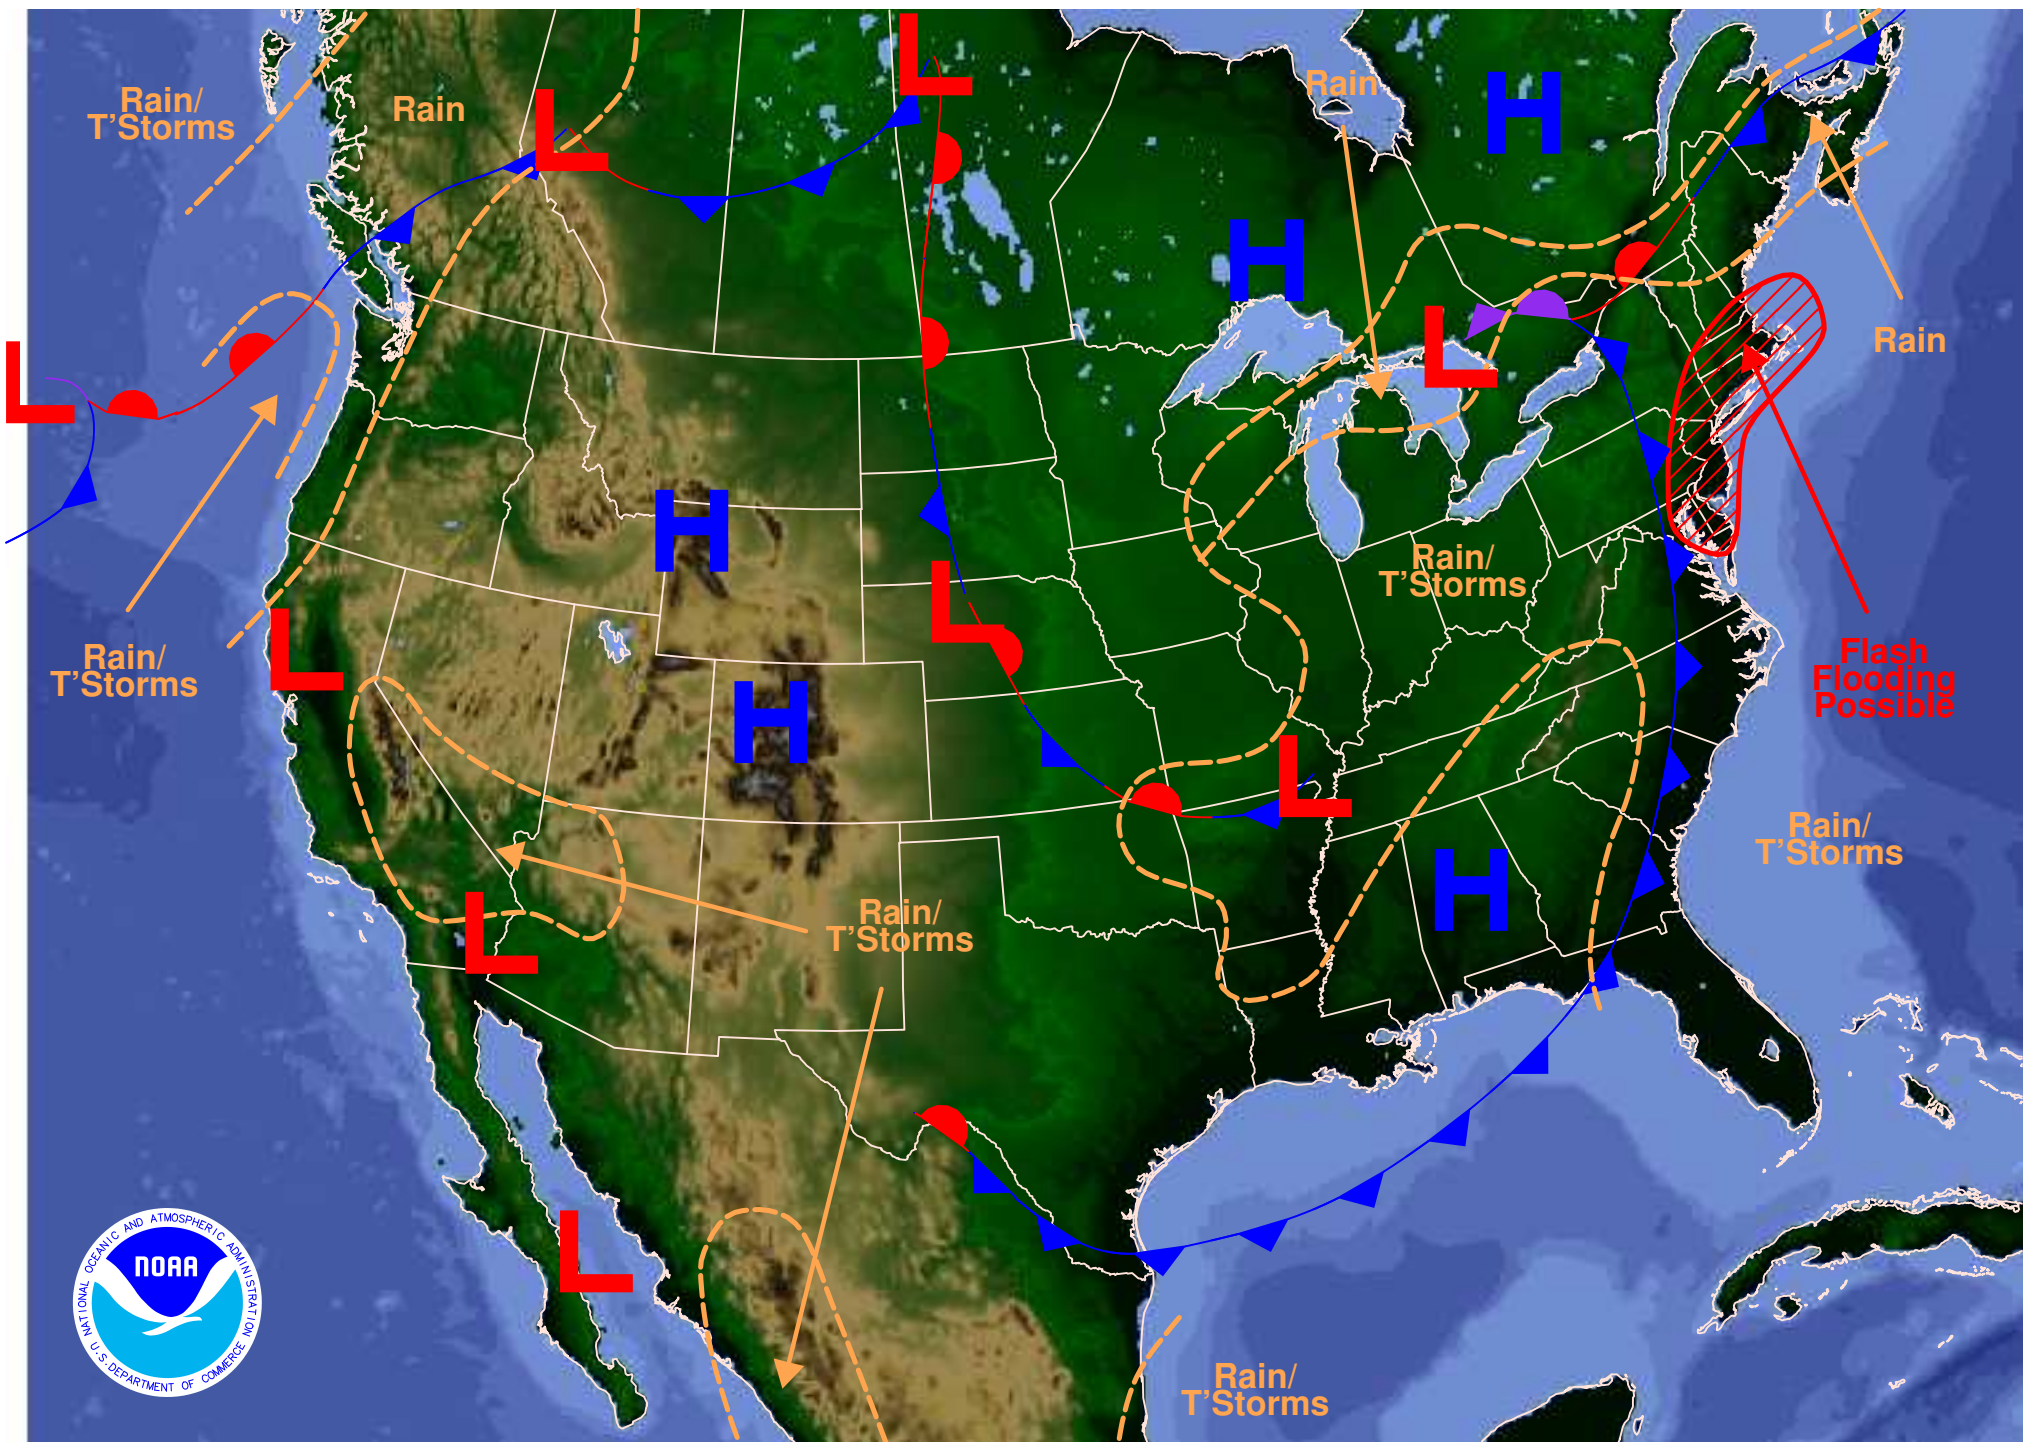 L
Rain/
T'Storms
Rain
L
Rain
H
H
L
L
H
L
L
Rain/
T'Storms
Rain/
T'Storms
Flash
Flooding
Possible
H
L
Rain/
T'Storms
H
L
Rain/
T'Storms
L
Rain
Rain/
T'Storms
NATIONAL OCEANIC AND ATMOSPHERIC ADMINISTRATION
NOAA
U.S. DEPARTMENT OF COMMERCE